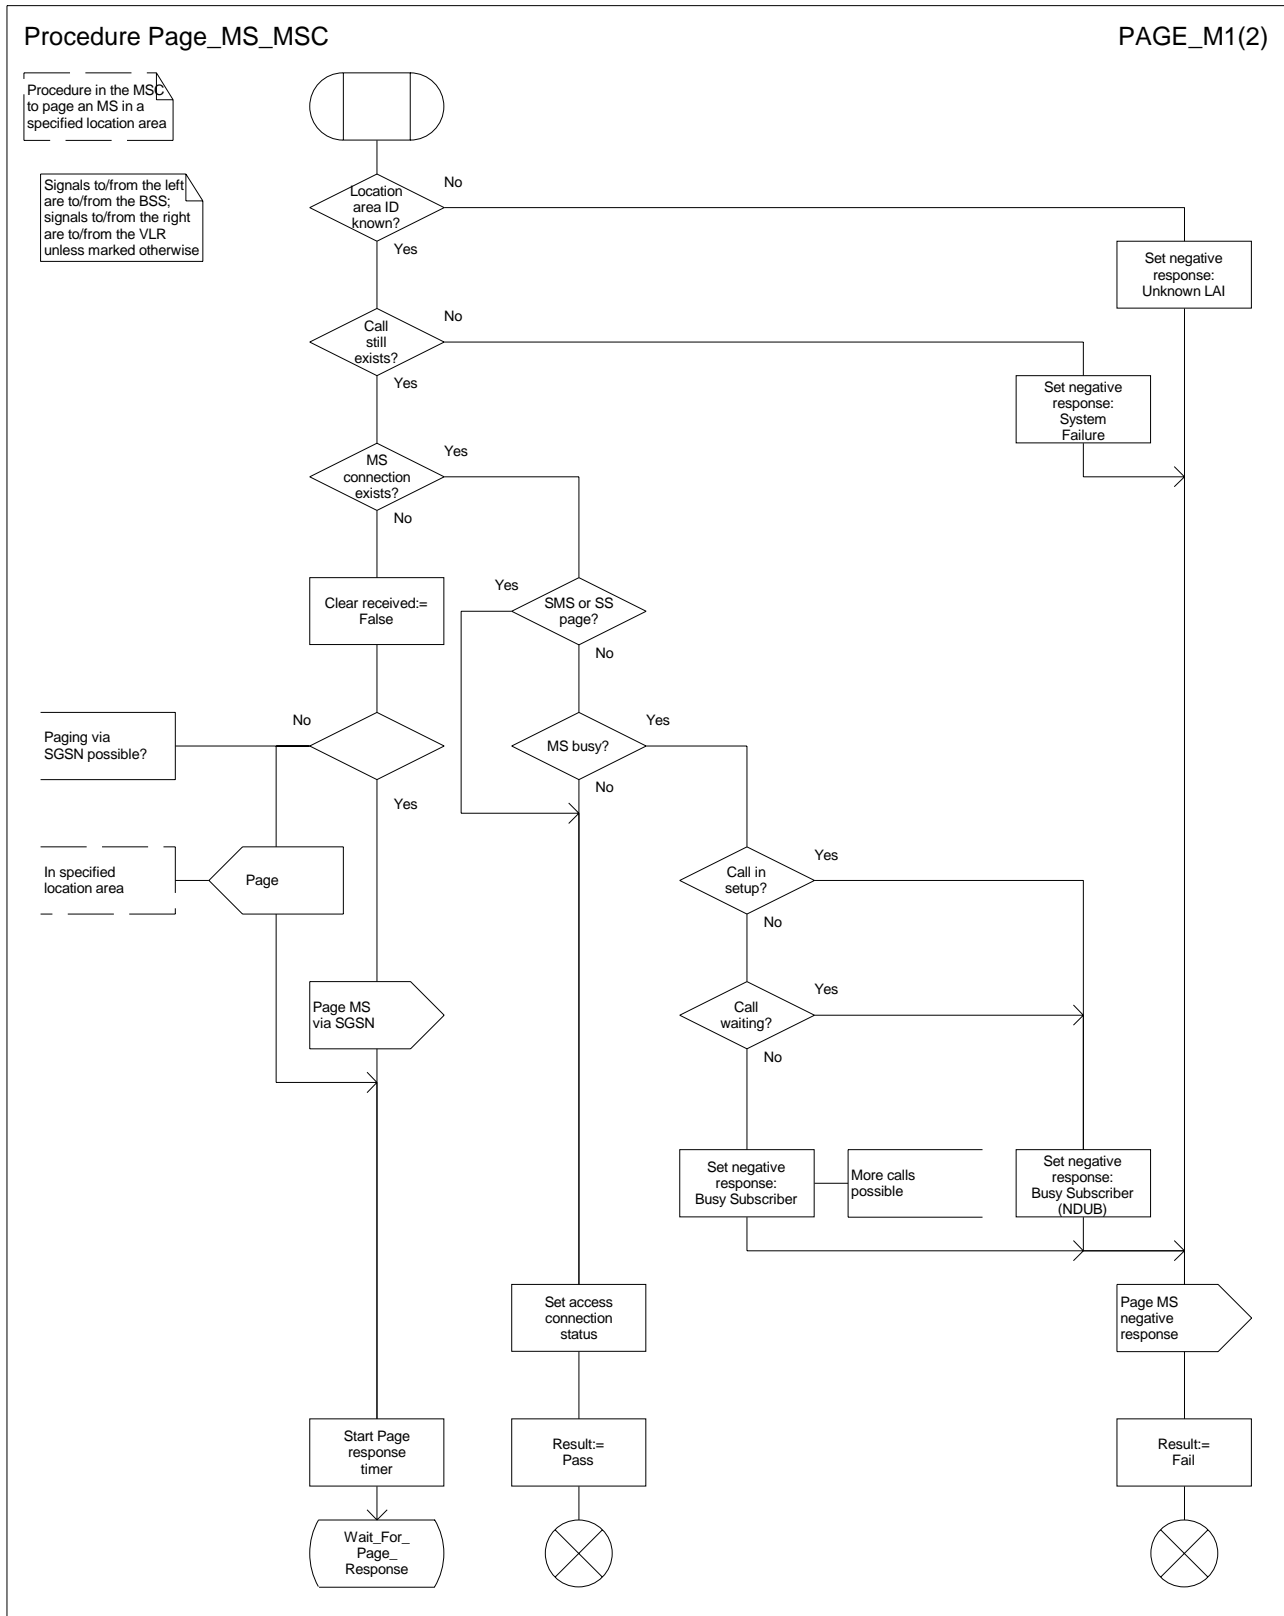 Procedure Page_MS_MSC
PAGE_M1(2)
Procedure in the MSC
to page an MS in a
specified location area
Signals to/from the left
are to/from the BSS;
signals to/from the right
are to/from the VLR
unless marked otherwise
Location
area ID
known?
No
Yes
Set negative
response:
Unknown LAI
Call
still
exists?
No
Yes
Set negative
response:
System
Failure
MS
connection
exists?
Yes
No
Clear received:=
False
Yes
SMS or SS
page?
No
Paging via
SGSN possible?
No
Yes
MS busy?
Yes
No
In specified
location area
Page
Call in
setup?
Yes
No
Page MS
via SGSN
Call
waiting?
Yes
No
Set negative
response:
Busy Subscriber
More calls
possible
Set negative
response:
Busy Subscriber
(NDUB)
Set access
connection
status
Page MS
negative
response
Start Page
response
timer
Result:=
Pass
Result:=
Fail
Wait_For_
Page_
Response